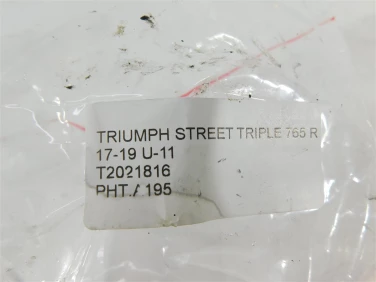 TRIUMPH STREET TRIPLE 765 R
17-19 U-11
T2021816
PHT.A 195